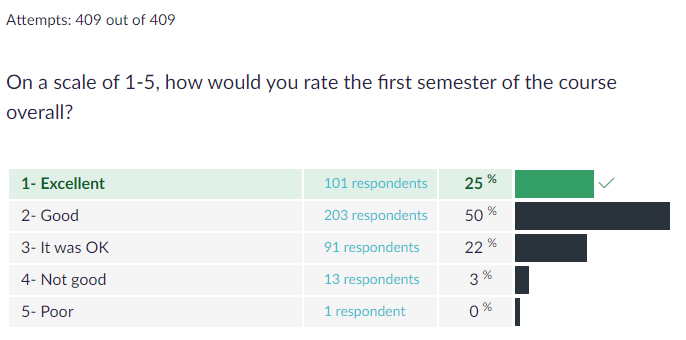 Attempts: 409 out of 409
On a scale of 1-5, how would you rate the first semester of the course
overall?
1- Excellent 101 respondents 25 %
2- Good 203 respondents 50 %
3- It was OK 91 respondents 22 %
4- Not good 13 respondents 3 %
5- Poor 1 respondent 0 %